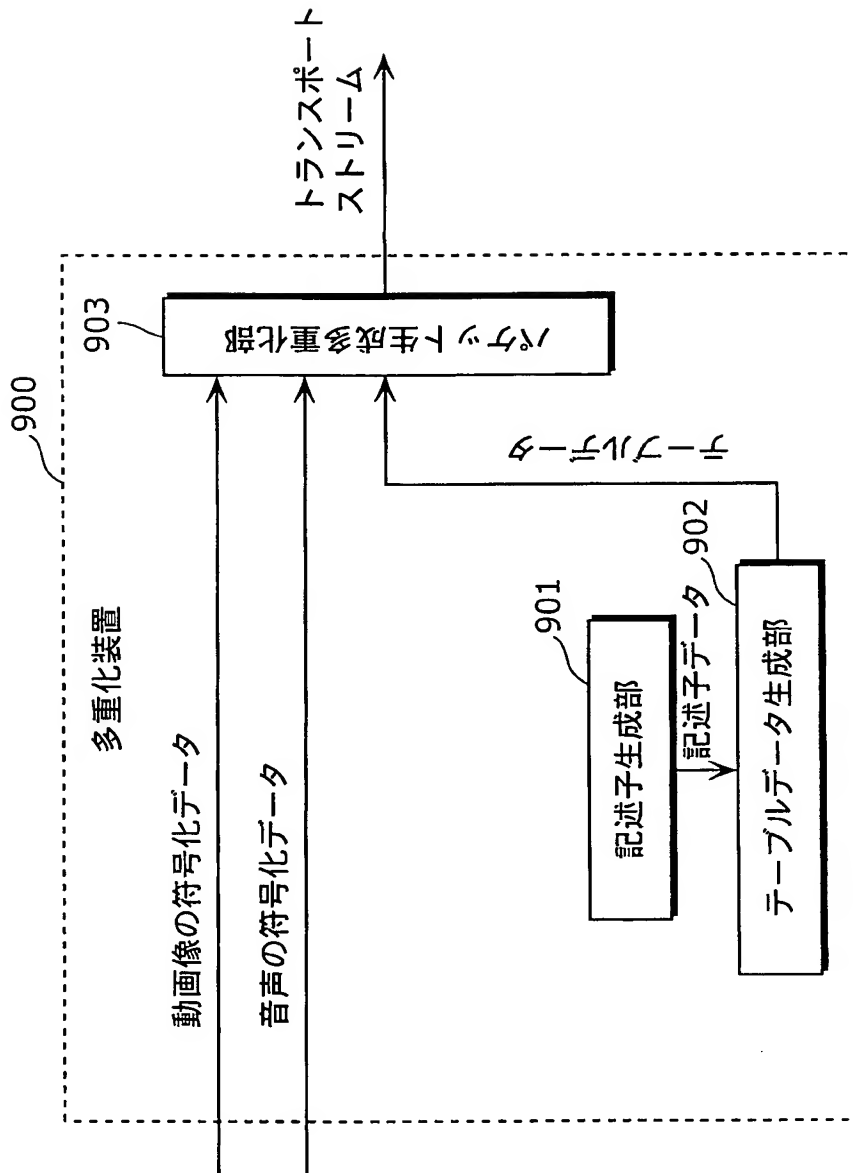 900
多重化装置
903
動画像の符号化データ
音声の符号化データ
パケット生成多重化部
トランスポート
ストリーム
テーブルデータ
901
記述子生成部
記述子データ
902
テーブルデータ生成部